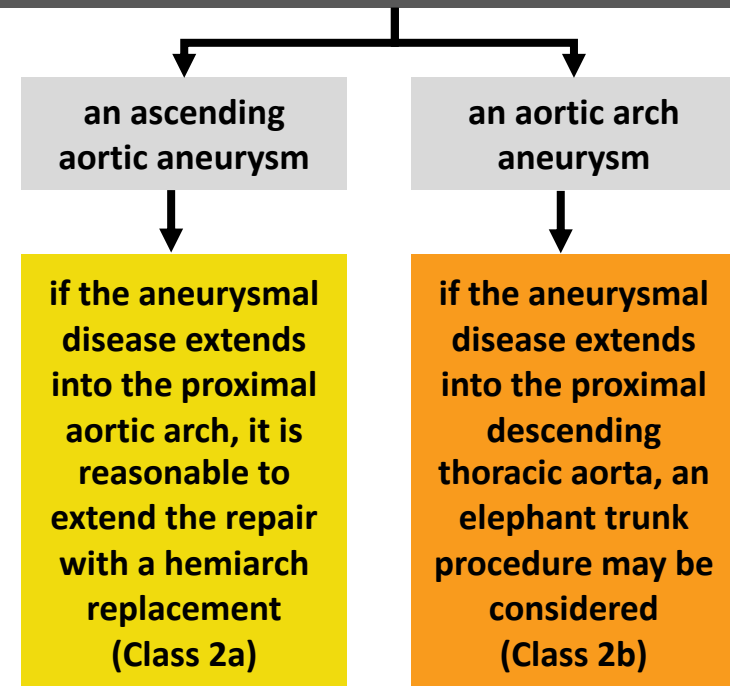 an ascending
aortic aneurysm
an aortic arch
aneurysm
if the aneurysmal
disease extends
into the proximal
aortic arch, it is
reasonable to
extend the repair
with a hemiarch
replacement
(Class 2a)
if the aneurysmal
disease extends
into the proximal
descending
thoracic aorta, an
elephant trunk
procedure may be
considered
(Class 2b)